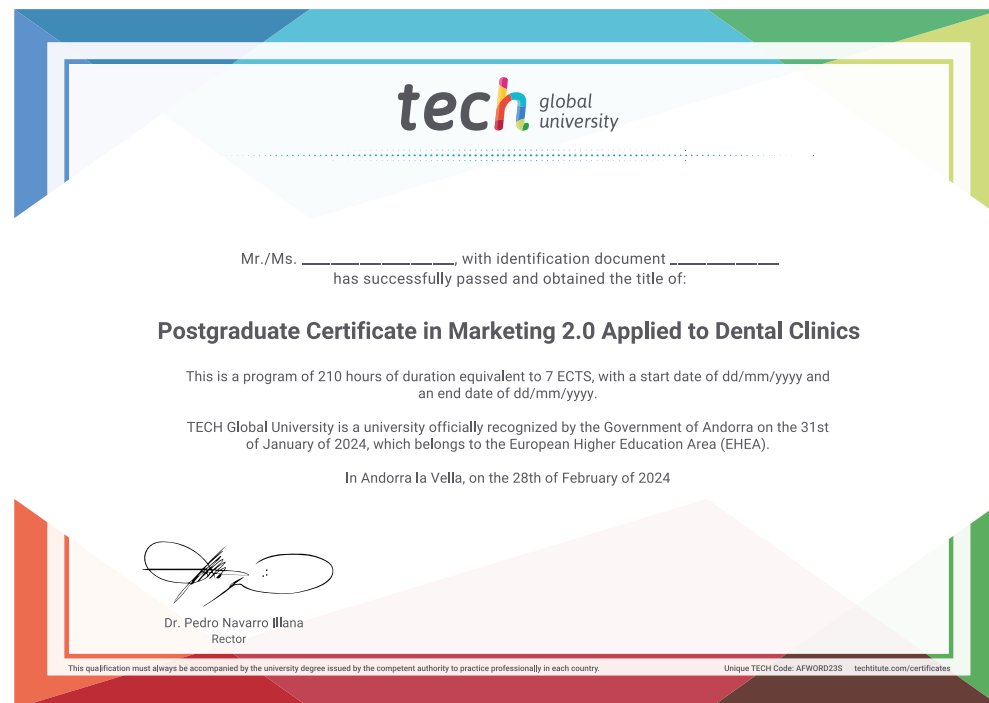 tech global
university
Mr./Ms. ____________________, with identification document ______________
has successfully passed and obtained the title of:
Postgraduate Certificate in Marketing 2.0 Applied to Dental Clinics
This is a program of 210 hours of duration equivalent to 7 ECTS, with a start date of dd/mm/yyyy and
an end date of dd/mm/yyyy.
TECH Global University is a university officially recognized by the Government of Andorra on the 31st
of January of 2024, which belongs to the European Higher Education Area (EHEA).
In Andorra la Vella, on the 28th of February of 2024
Dr. Pedro Navarro Illana
Rector
This qualification must always be accompanied by the university degree issued by the competent authority to practice professionally in each country.
Unique TECH Code: AFWORD23S techtitute.com/certificates